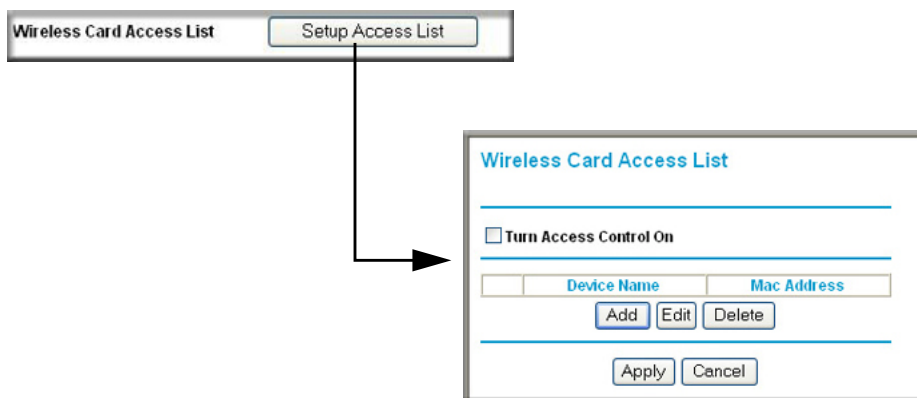 Wireless Card Access List Setup Access List
Wireless Card Access List
Turn Access Control On
Device Name Mac Address
Add Edit Delete
Apply Cancel